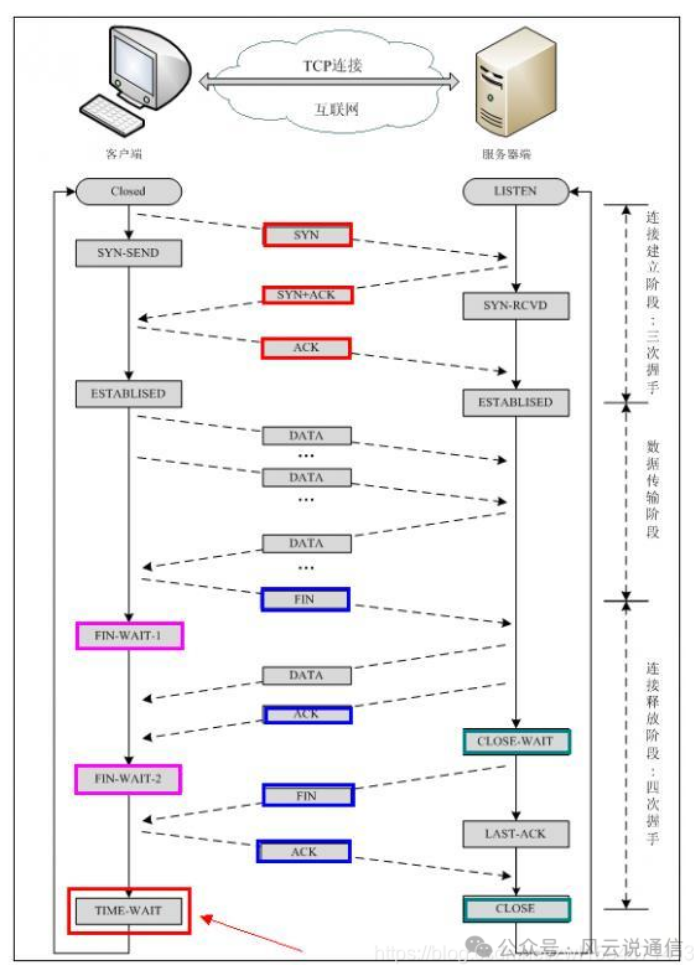 TCP连接
互联网
客户端
服务器端
Closed
LISTEN
SYN
SYN-SEND
SYN+ACK
SYN-RCVD
ACK
ESTABLISED
ESTABLISED
连接建立阶段：三次握手
DATA
...
DATA
...
数据传输阶段
DATA
...
FIN
FIN-WAIT-1
DATA
ACK
CLOSE-WAIT
FIN-WAIT-2
FIN
LAST-ACK
ACK
连接释放阶段：四次握手
TIME-WAIT
CLOSE
https://blog
公众号：风云说通信